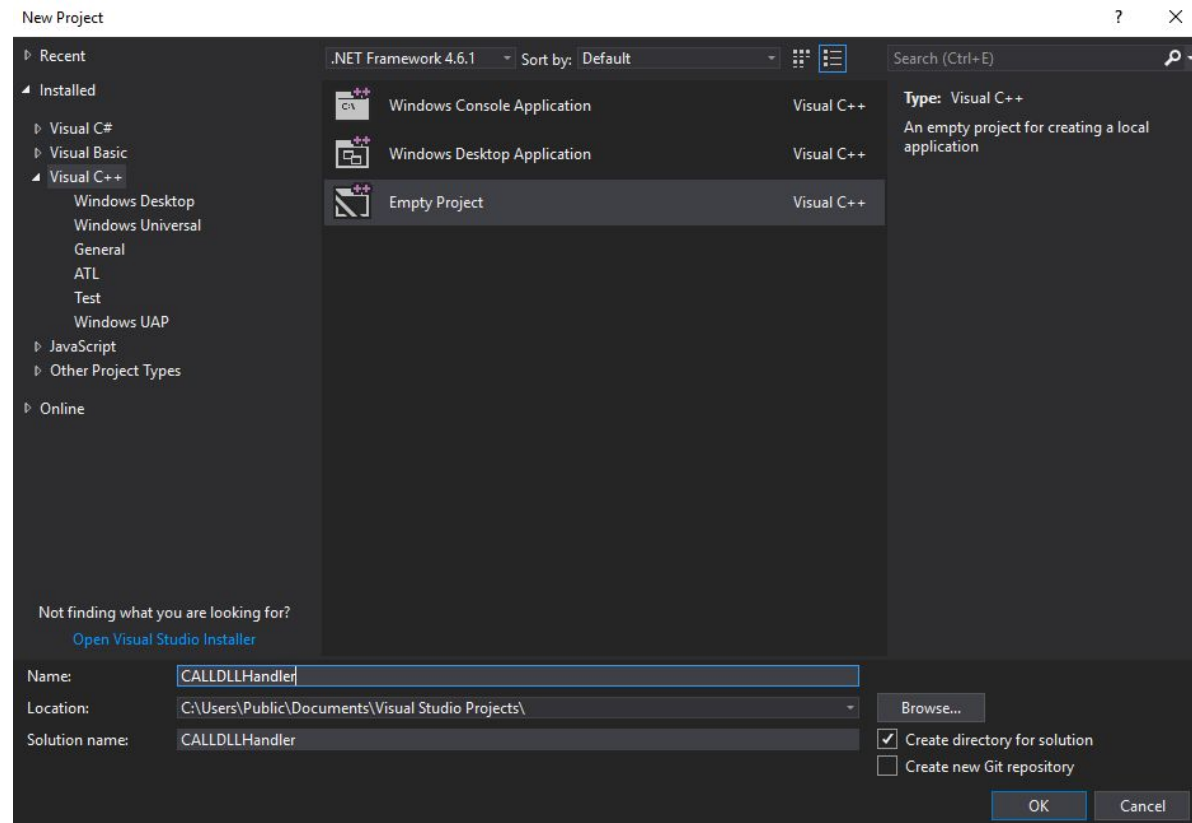 New Project
?
Recent
Installed
Visual C#
Visual Basic
Visual C++
Windows Desktop
Windows Universal
General
ATL
Test
Windows UAP
JavaScript
Other Project Types
Online
Not finding what you are looking for?
Open Visual Studio Installer
.NET Framework 4.6.1 Sort by: Default
C:\ Windows Console Application Visual C++
Windows Desktop Application Visual C++
Empty Project Visual C++
Search (Ctrl+E)
Type: Visual C++
An empty project for creating a local
application
Name: CALLDLLHandler
Location: C:\Users\Public\Documents\Visual Studio Projects\
Browse...
Solution name: CALLDLLHandler
Create directory for solution
Create new Git repository
OK Cancel